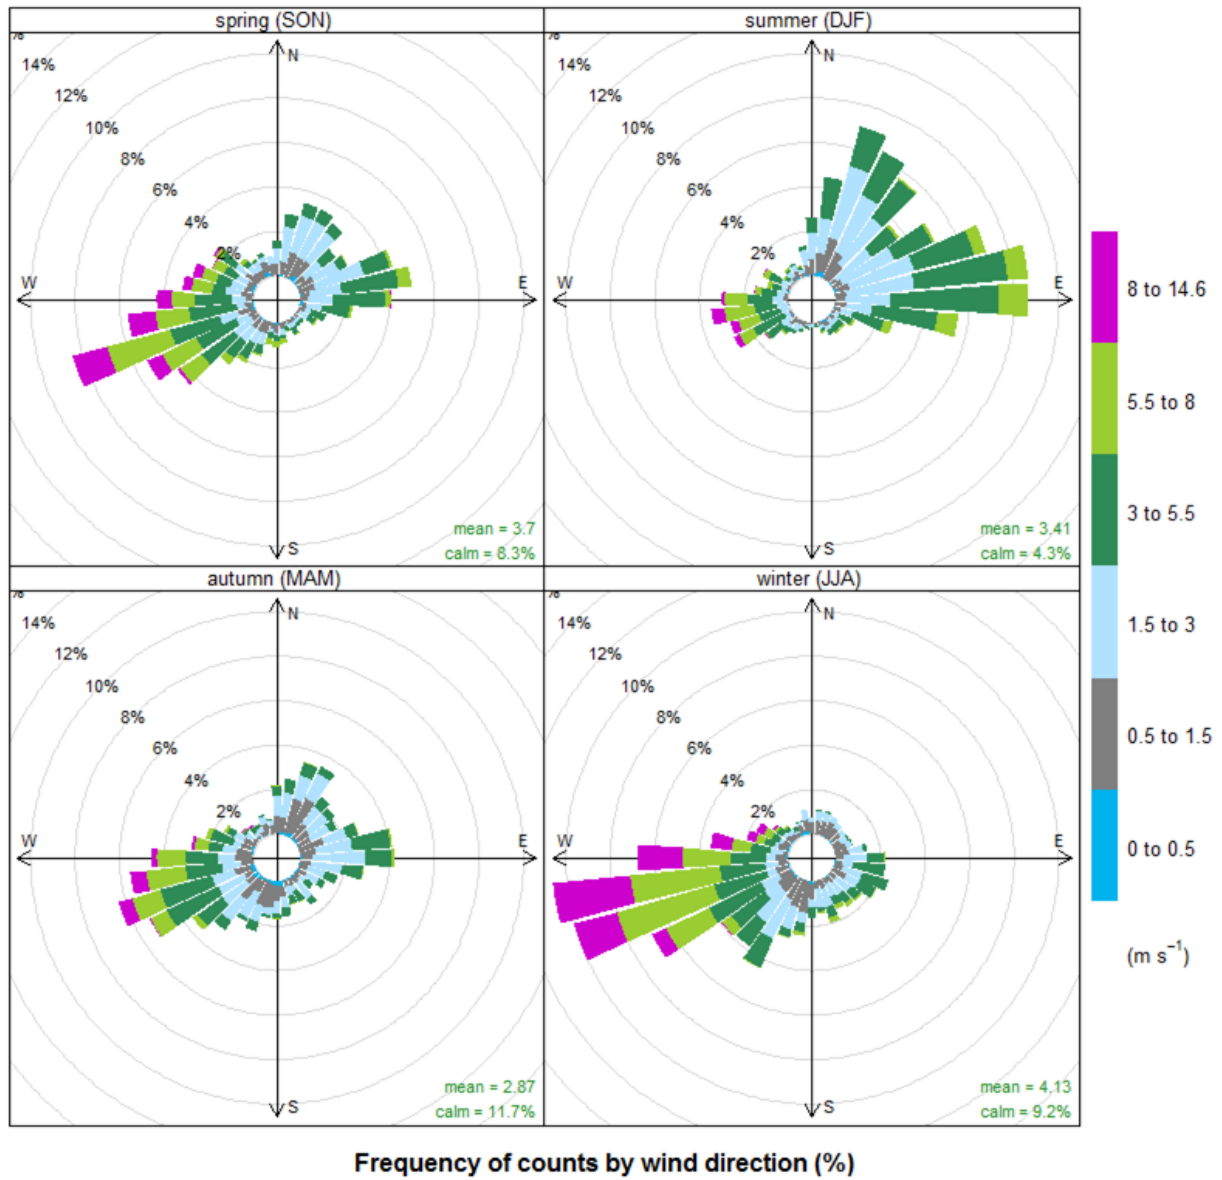 spring (SON)
summer (DJF)
%
14%
12%
10%
8%
6%
4%
2%
N
W
E
S
mean = 3.7
calm = 8.3%
%
14%
12%
10%
8%
6%
4%
2%
N
W
E
S
mean = 3.41
calm = 4.3%
autumn (MAM)
winter (JJA)
%
14%
12%
10%
8%
6%
4%
2%
N
W
E
S
mean = 2.87
calm = 11.7%
%
14%
12%
10%
8%
6%
4%
2%
N
W
E
S
mean = 4.13
calm = 9.2%
8 to 14.6
5.5 to 8
3 to 5.5
1.5 to 3
0.5 to 1.5
0 to 0.5
(m s⁻¹)
Frequency of counts by wind direction (%)